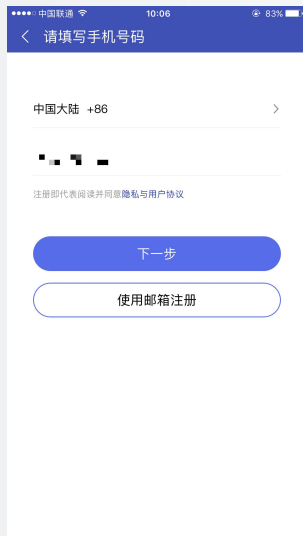 中国联通 10:06 83%
请填写手机号码
中国大陆 +86
注册即代表阅读并同意隐私与用户协议
下一步
使用邮箱注册